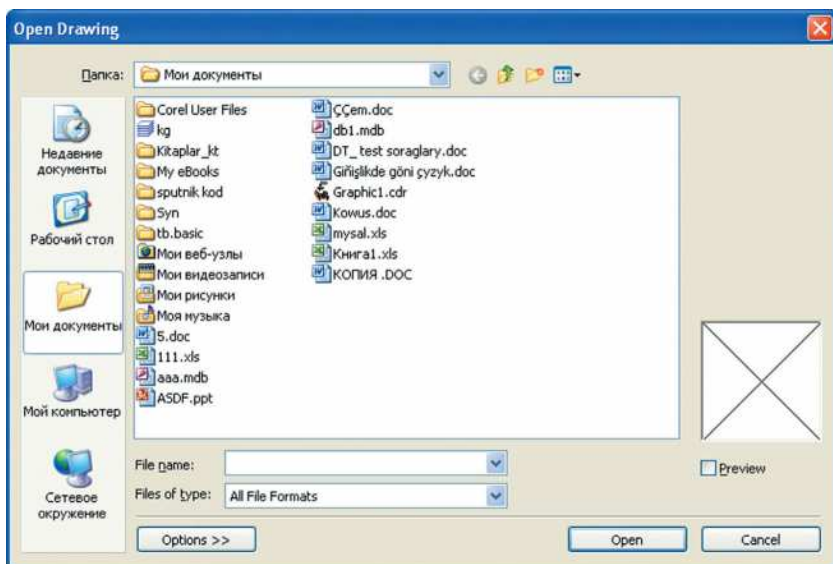 Open Drawing
Папка: Мои документы
Недавние
документы
Рабочий стол
Мои документы
Мой компьютер
Сетевое
окружение
Corel User Files
kg
Kitaplar_kt
My eBooks
sputnik kod
Syn
tb.basic
Мои веб-узлы
Мои видеозаписи
Мои рисунки
Моя музыка
5.doc
111.xls
aaa.mdb
ASDF.ppt
ÇÇem.doc
db1.mdb
DT_ test soraglary.doc
Giñişlikde göni çyzyk.doc
Graphic1.cdr
Kowus.doc
mysal.xls
Книга1.xls
КОПИЯ .DOC
File name:
Preview
Files of type: All File Formats
Options >>
Open
Cancel